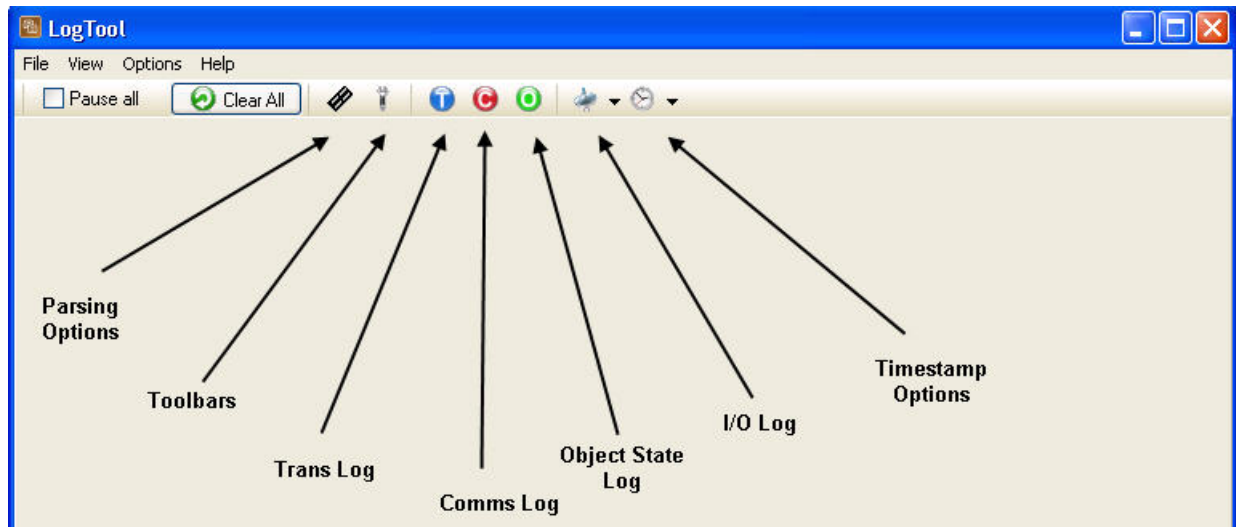 LogTool
File View Options Help
Pause all Clear All T C O
Parsing
Options
Toolbars
Trans Log
Comms Log
Object State
Log
I/O Log
Timestamp
Options